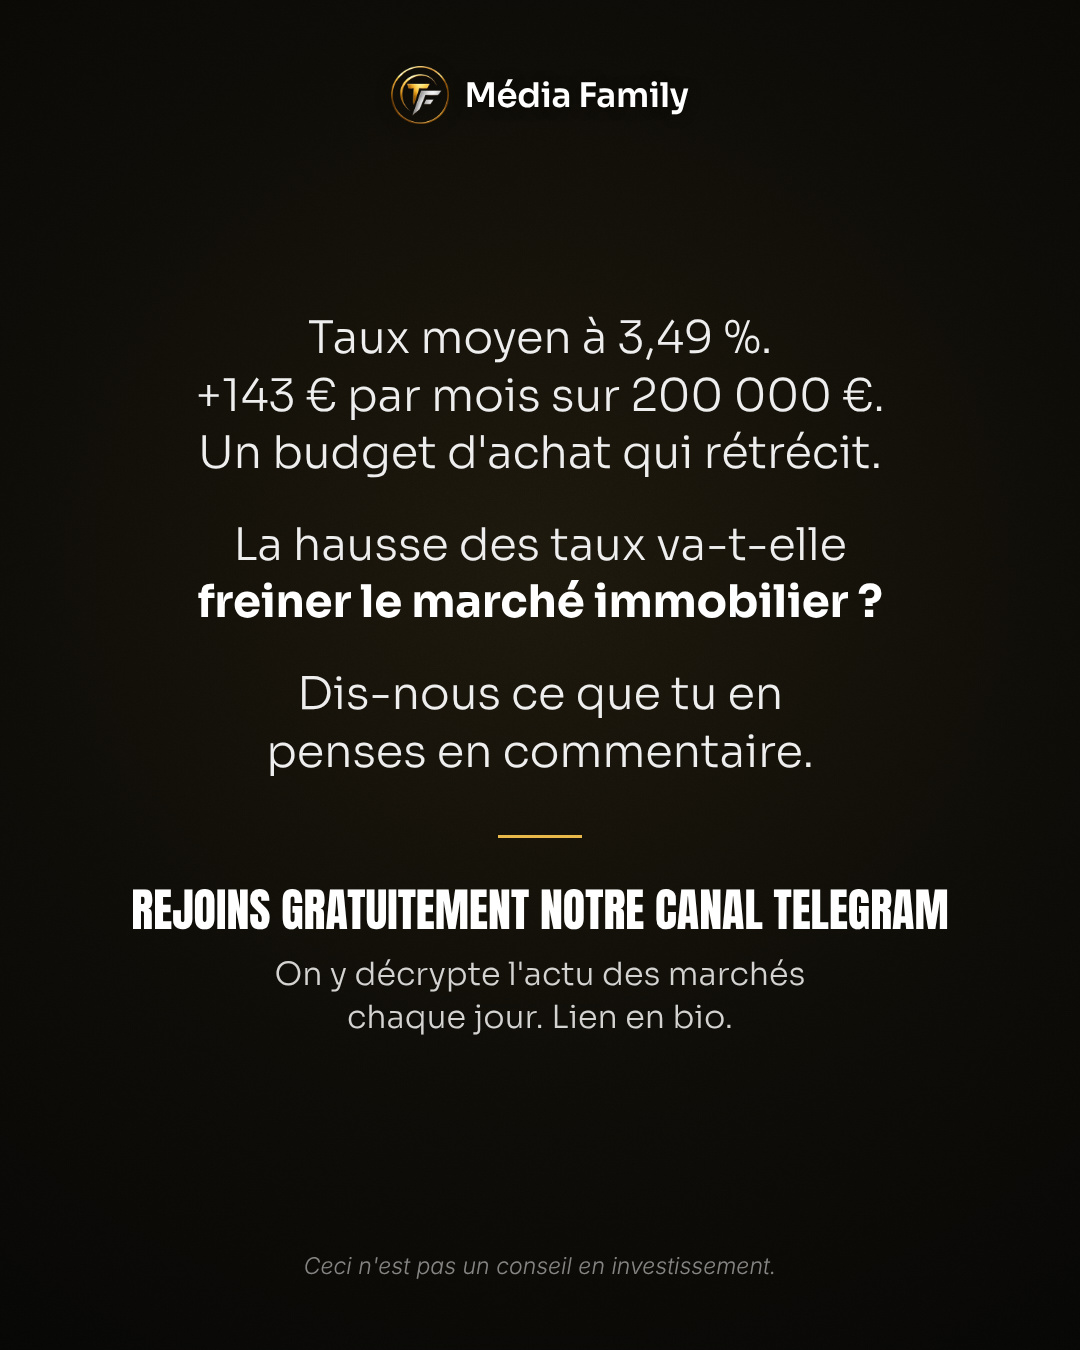 TF Média Family
Taux moyen à 3,49 %.
+143 € par mois sur 200 000 €.
Un budget d'achat qui rétrécit.
La hausse des taux va-t-elle
freiner le marché immobilier ?
Dis-nous ce que tu en
penses en commentaire.
REJOINS GRATUITEMENT NOTRE CANAL TELEGRAM
On y décrypte l'actu des marchés
chaque jour. Lien en bio.
Ceci n'est pas un conseil en investissement.